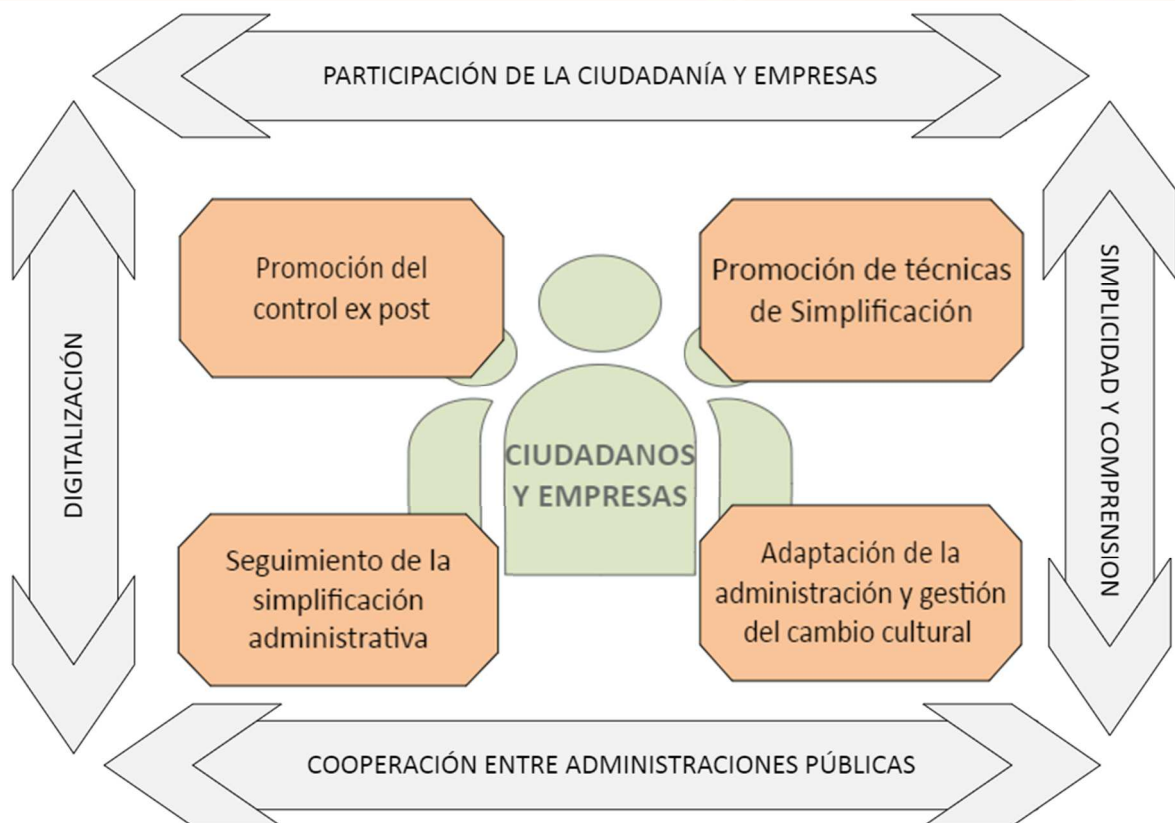 PARTICIPACIÓN DE LA CIUDADANÍA Y EMPRESAS
DIGITALIZACIÓN
Promoción del
control ex post
Promoción de técnicas
de Simplificación
CIUDADANOS
Y EMPRESAS
Seguimiento de la
simplificación
administrativa
Adaptación de la
administración y gestión
del cambio cultural
SIMPLICIDAD Y COMPRENSION
COOPERACIÓN ENTRE ADMINISTRACIONES PÚBLICAS